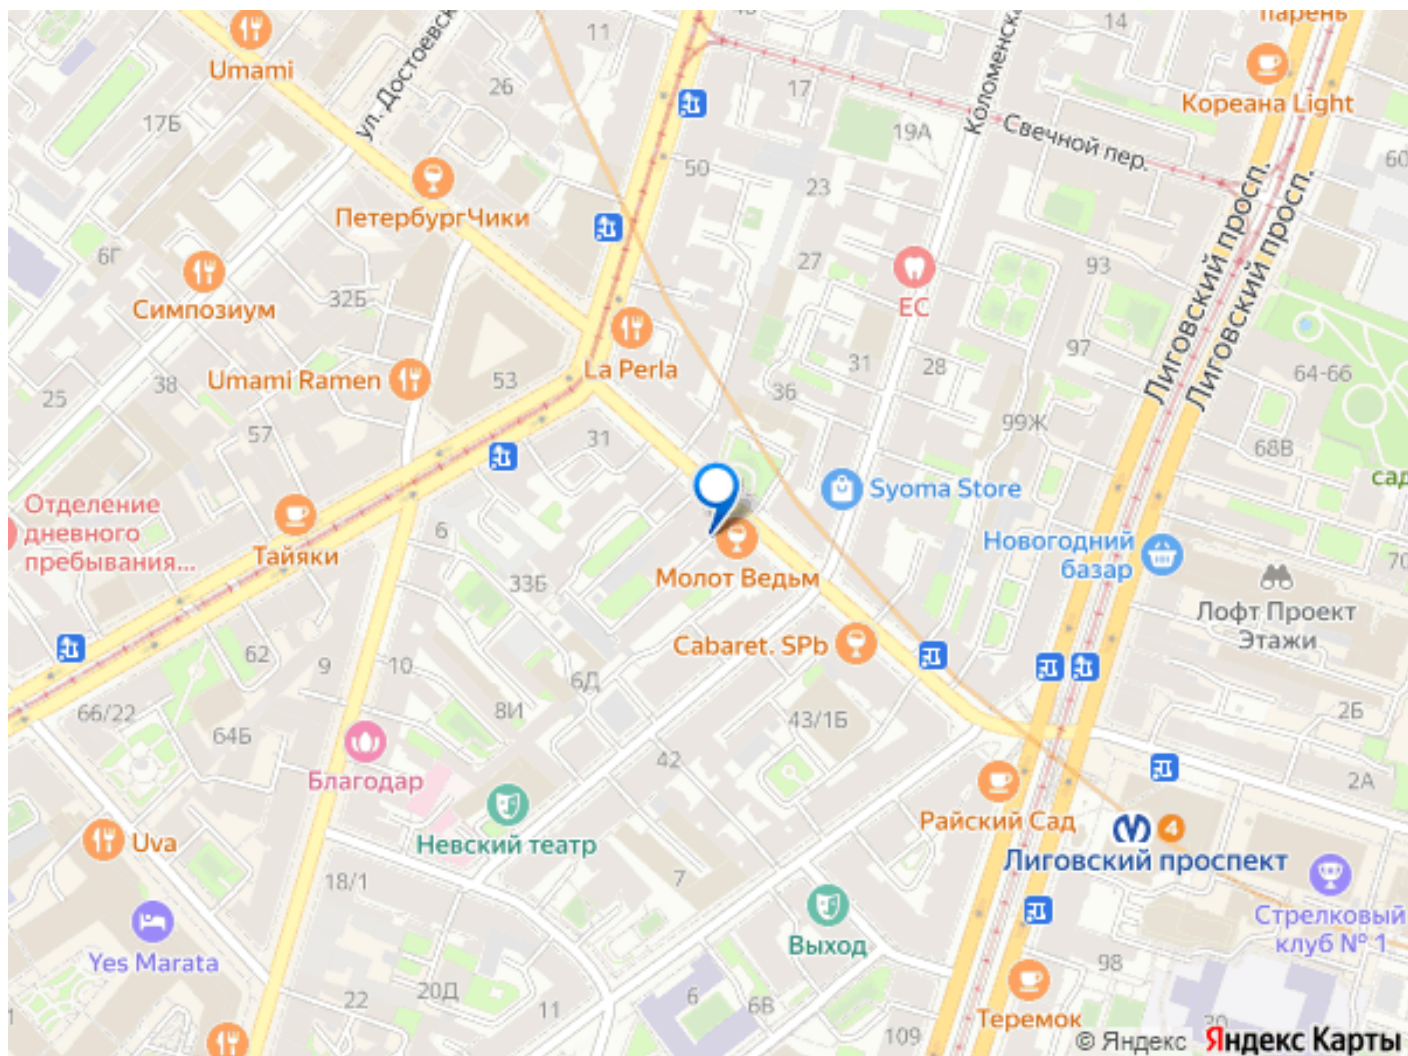 парень
Umami
ул. Достоевск
11
14
Коломенска
26
17
17Б
19А
Кореана Light
Свечной пер.
60
50
23
ПетербургЧики
Лиговский просп.
Лиговский просп.
6Г
27
93
32Б
ЕС
Симпозиум
La Perla
31
28
97
64-66
Umami Ramen
53
38
36
25
99Ж
57
31
68В
Syoma Store
сад
Отделение
дневного
пребывания...
Тайяки
6
Новогодний
базар
70
Молот Ведьм
33Б
Лофт Проект
Этажи
Cabaret. SPb
62
9
10
6Д
66/22
8И
43/1Б
2Б
64Б
42
2А
Благодар
Невский театр
Райский Сад
4
Лиговский проспект
Uva
18/1
7
Стрелковый
клуб № 1
Выход
Yes Marata
98
22
20Д
11
6
6В
Теремок
109
30
© Яндекс Яндекс Карты